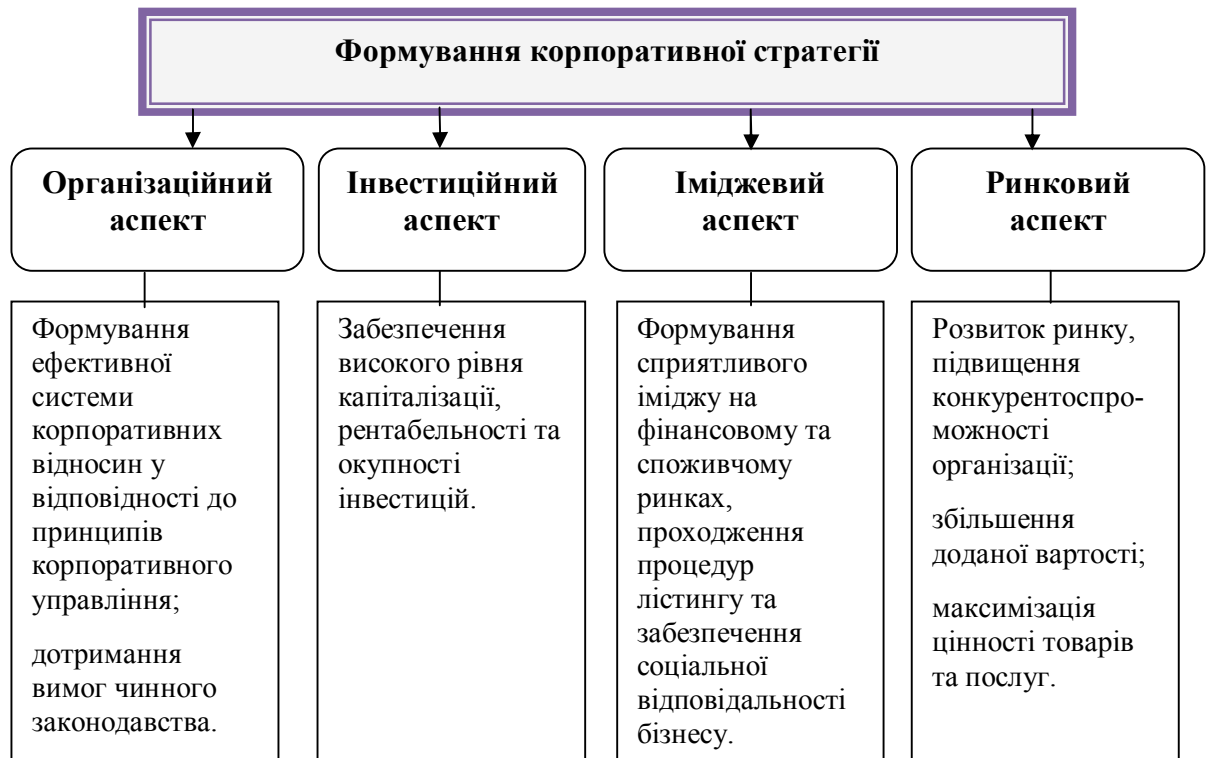 Формування корпоративної стратегії
Організаційний
аспект
Інвестиційний
аспект
Іміджевий
аспект
Ринковий
аспект
Формування
ефективної
системи
корпоративних
відносин у
відповідності до
принципів
корпоративного
управління;
дотримання
вимог чинного
законодавства.
Забезпечення
високого рівня
капіталізації,
рентабельності та
окупності
інвестицій.
Формування
сприятливого
іміджу на
фінансовому та
споживчому
ринках,
проходження
процедур
лістингу та
забезпечення
соціальної
відповідальності
бізнесу.
Розвиток ринку,
підвищення
конкурентоспро-
можності
організації;
збільшення
доданої вартості;
максимізація
цінності товарів
та послуг.